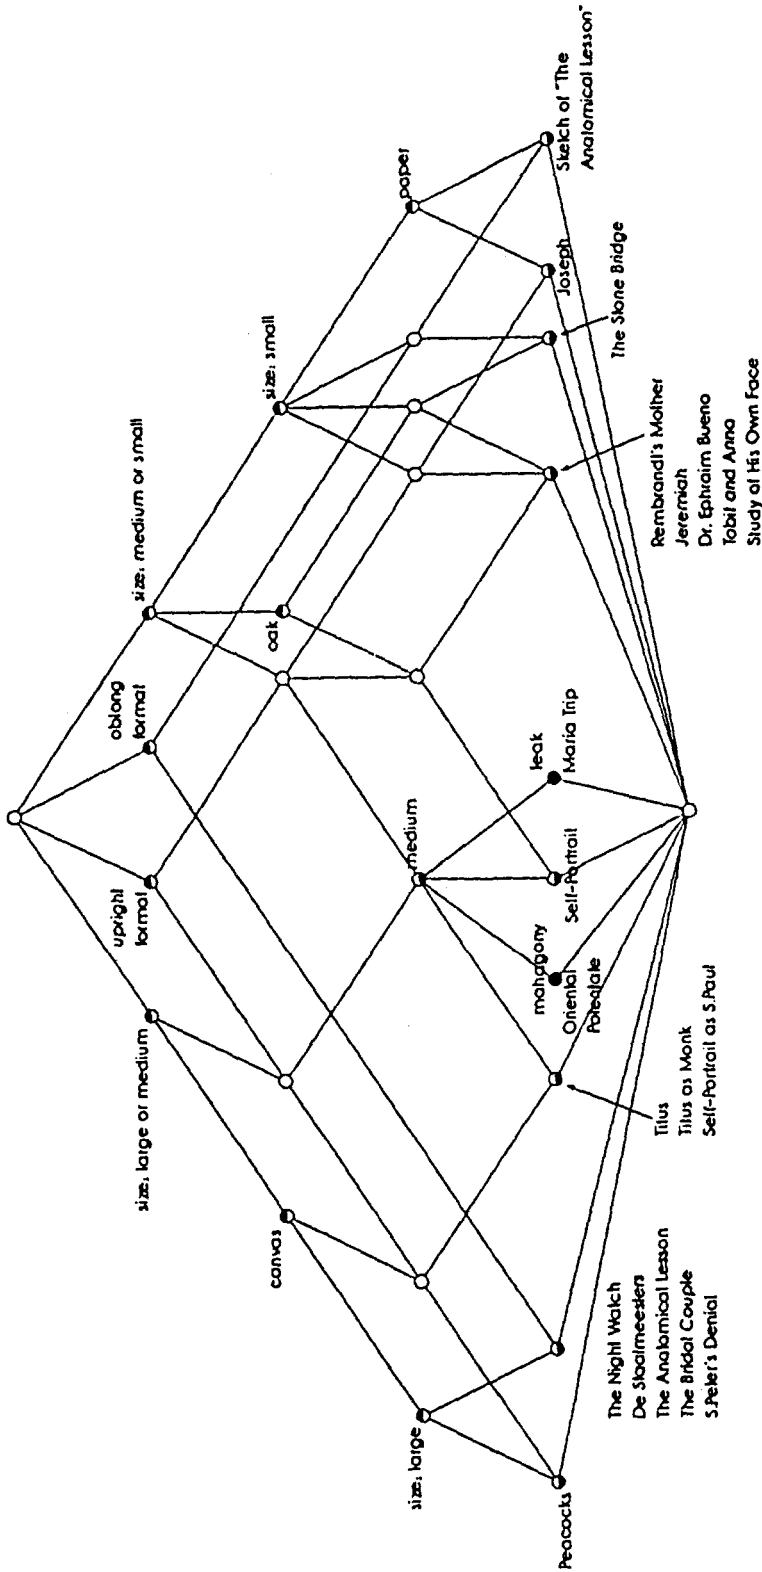 size: large or medium
upright
format
oblong
format
size: medium or small
canvas
oak
size: small
size: large
medium
paper
Peacocks
The Night Watch
De Staalmeesters
The Anatomical Lesson
The Bridal Couple
S.Peter's Denial
Titus
Titus as Monk
Self-Portrait as S.Paul
mahagony
Oriental
Potentate
Self-Portrait
teak
Maria Trip
Rembrandt's Mother
Jeremiah
Dr. Ephraim Bueno
Tobit and Anna
Study of His Own Face
The Stone Bridge
Joseph
Sketch of "The
Anatomical Lesson"